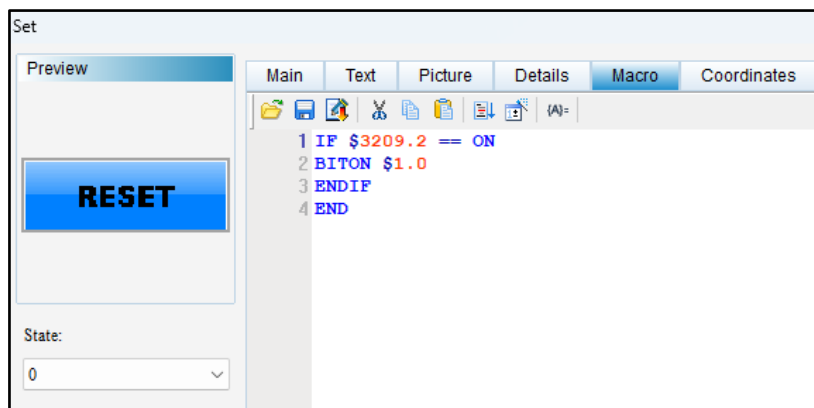 Set
Preview
Main Text Picture Details Macro Coordinates
{A}=
1 IF $3209.2 == ON
2 BITON $1.0
3 ENDIF
4 END
RESET
State:
0